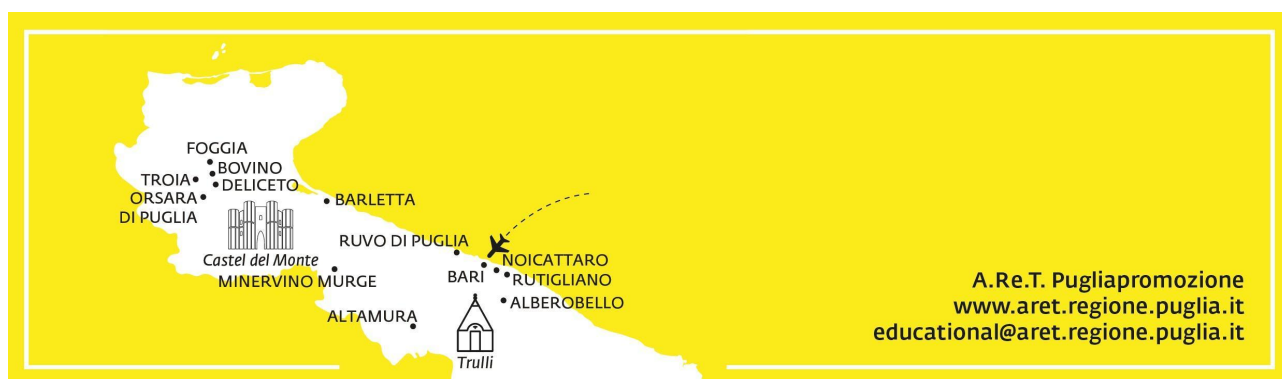 FOGGIA
BOVINO
TROIA
DELICETO
ORSARA
DI PUGLIA
BARLETTA
Castel del Monte
MINERVINO MURGE
RUVO DI PUGLIA
NOICATTARO
BARI
RUTIGLIANO
ALBEROBELLO
ALTAMURA
Trulli
A.Re.T. Pugliapromozione
www.aret.regione.puglia.it
educational@aret.regione.puglia.it